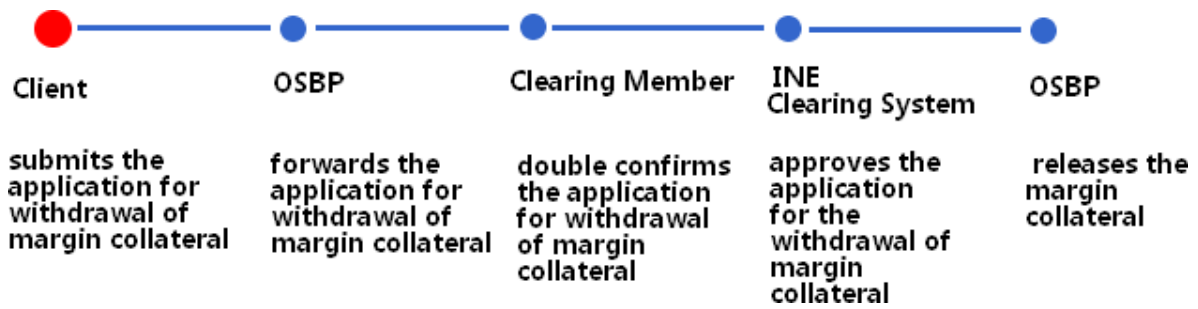 Client
submits the
application for
withdrawal of
margin collateral
OSBP
forwards the
application for
withdrawal of
margin collateral
Clearing Member
double confirms
the application
for withdrawal
of margin
collateral
INE
Clearing System
approves the
application
for the
withdrawal of
margin
collateral
OSBP
releases the
margin
collateral